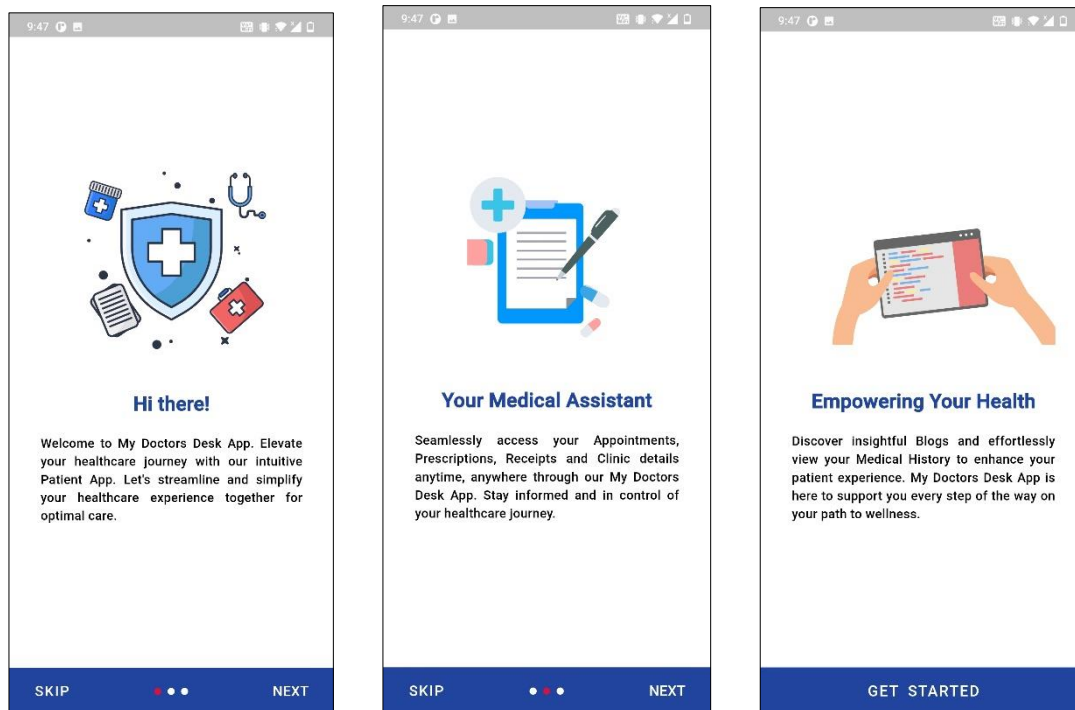 9:47
Hi there!
Welcome to My Doctors Desk App. Elevate
your healthcare journey with our intuitive
Patient App. Let's streamline and simplify
your healthcare experience together for
optimal care.
SKIP
NEXT
9:47
Your Medical Assistant
Seamlessly access your Appointments,
Prescriptions, Receipts and Clinic details
anytime, anywhere through our My Doctors
Desk App. Stay informed and in control of
your healthcare journey.
SKIP
NEXT
9:47
Empowering Your Health
Discover insightful Blogs and effortlessly
view your Medical History to enhance your
patient experience. My Doctors Desk App is
here to support you every step of the way on
your path to wellness.
GET STARTED